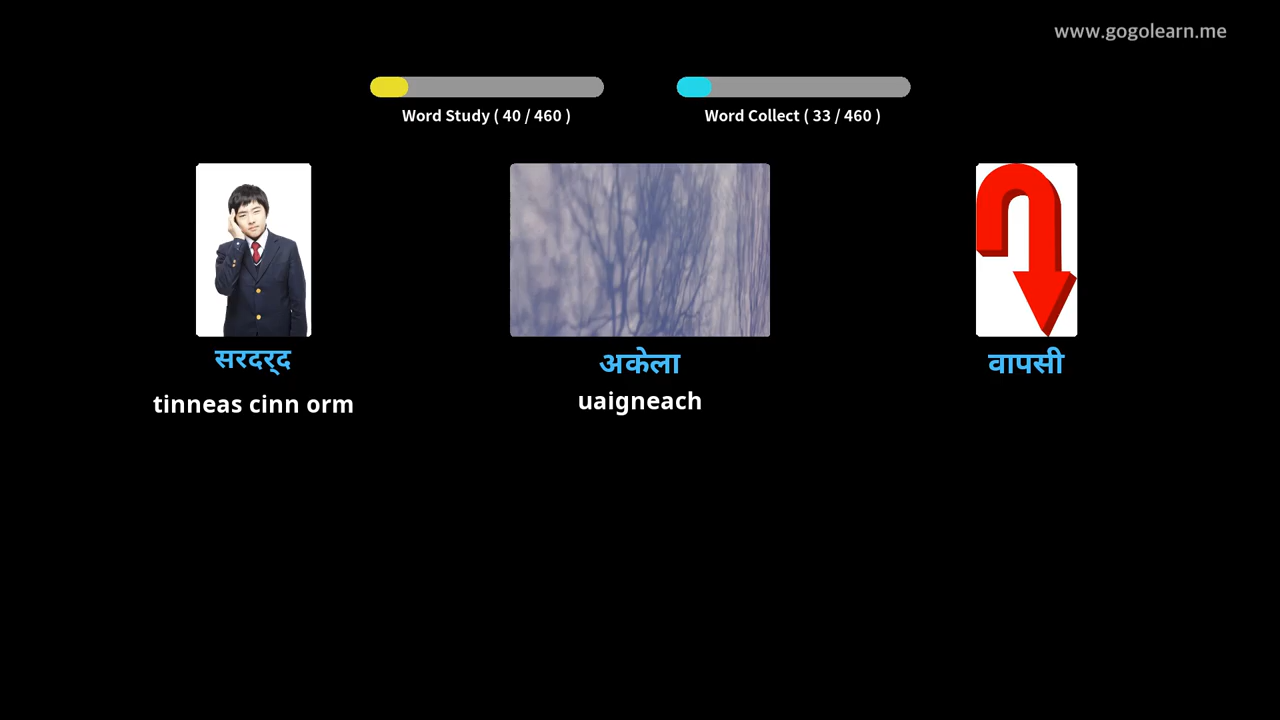 www.gogolearn.me
Word Study ( 40 / 460 )
Word Collect ( 33 / 460 )
सरदर्द
अकेला
वापसी
tinneas cinn orm
uaigneach